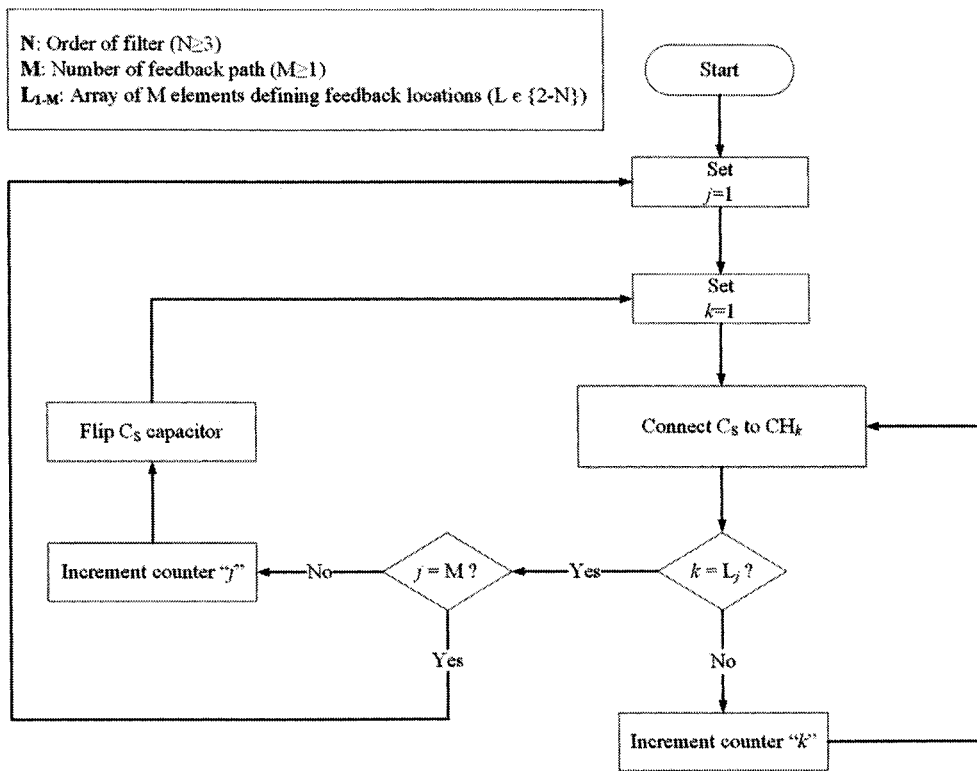 N: Order of filter (N≥3)
M: Number of feedback path (M≥1)
L1-M: Array of M elements defining feedback locations (L ϵ {2-N})
Start
Set
j=1
Set
k=1
Flip CS capacitor
Connect CS to CHk
Increment counter “j”
No
j = M ?
Yes
k = Lj ?
Yes
No
Increment counter “k”